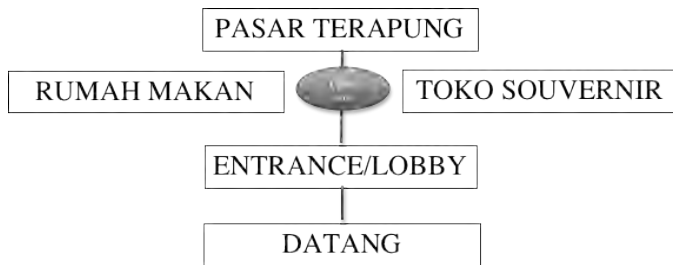 PASAR TERAPUNG
RUMAH MAKAN
TOKO SOUVERNIR
ENTRANCE/LOBBY
DATANG